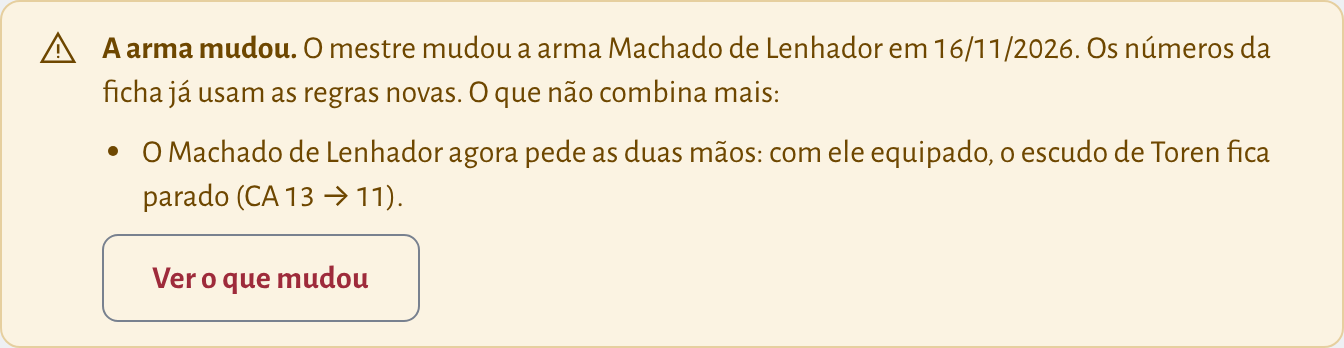 A arma mudou. O mestre mudou a arma Machado de Lenhador em 16/11/2026. Os números da
ficha já usam as regras novas. O que não combina mais:
• O Machado de Lenhador agora pede as duas mãos: com ele equipado, o escudo de Toren fica
parado (CA 13 → 11).
Ver o que mudou